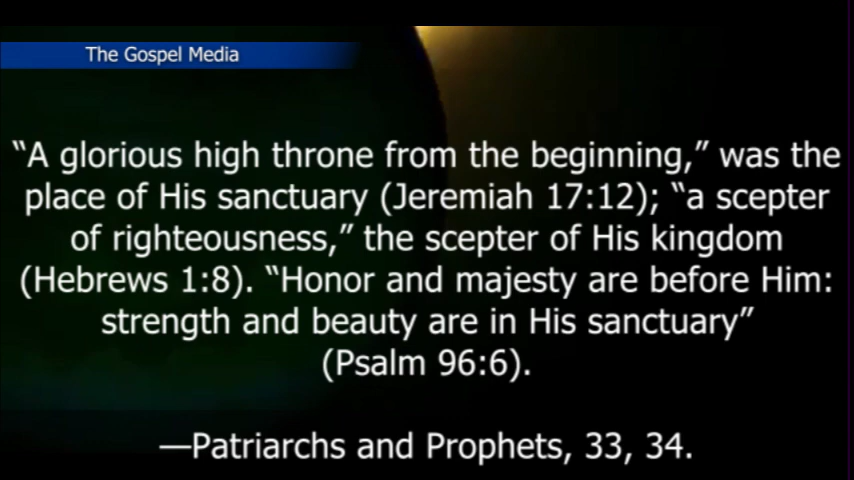 The Gospel Media
“A glorious high throne from the beginning,” was the
place of His sanctuary (Jeremiah 17:12); “a scepter
of righteousness,” the scepter of His kingdom
(Hebrews 1:8). “Honor and majesty are before Him:
strength and beauty are in His sanctuary”
(Psalm 96:6).
—Patriarchs and Prophets, 33, 34.